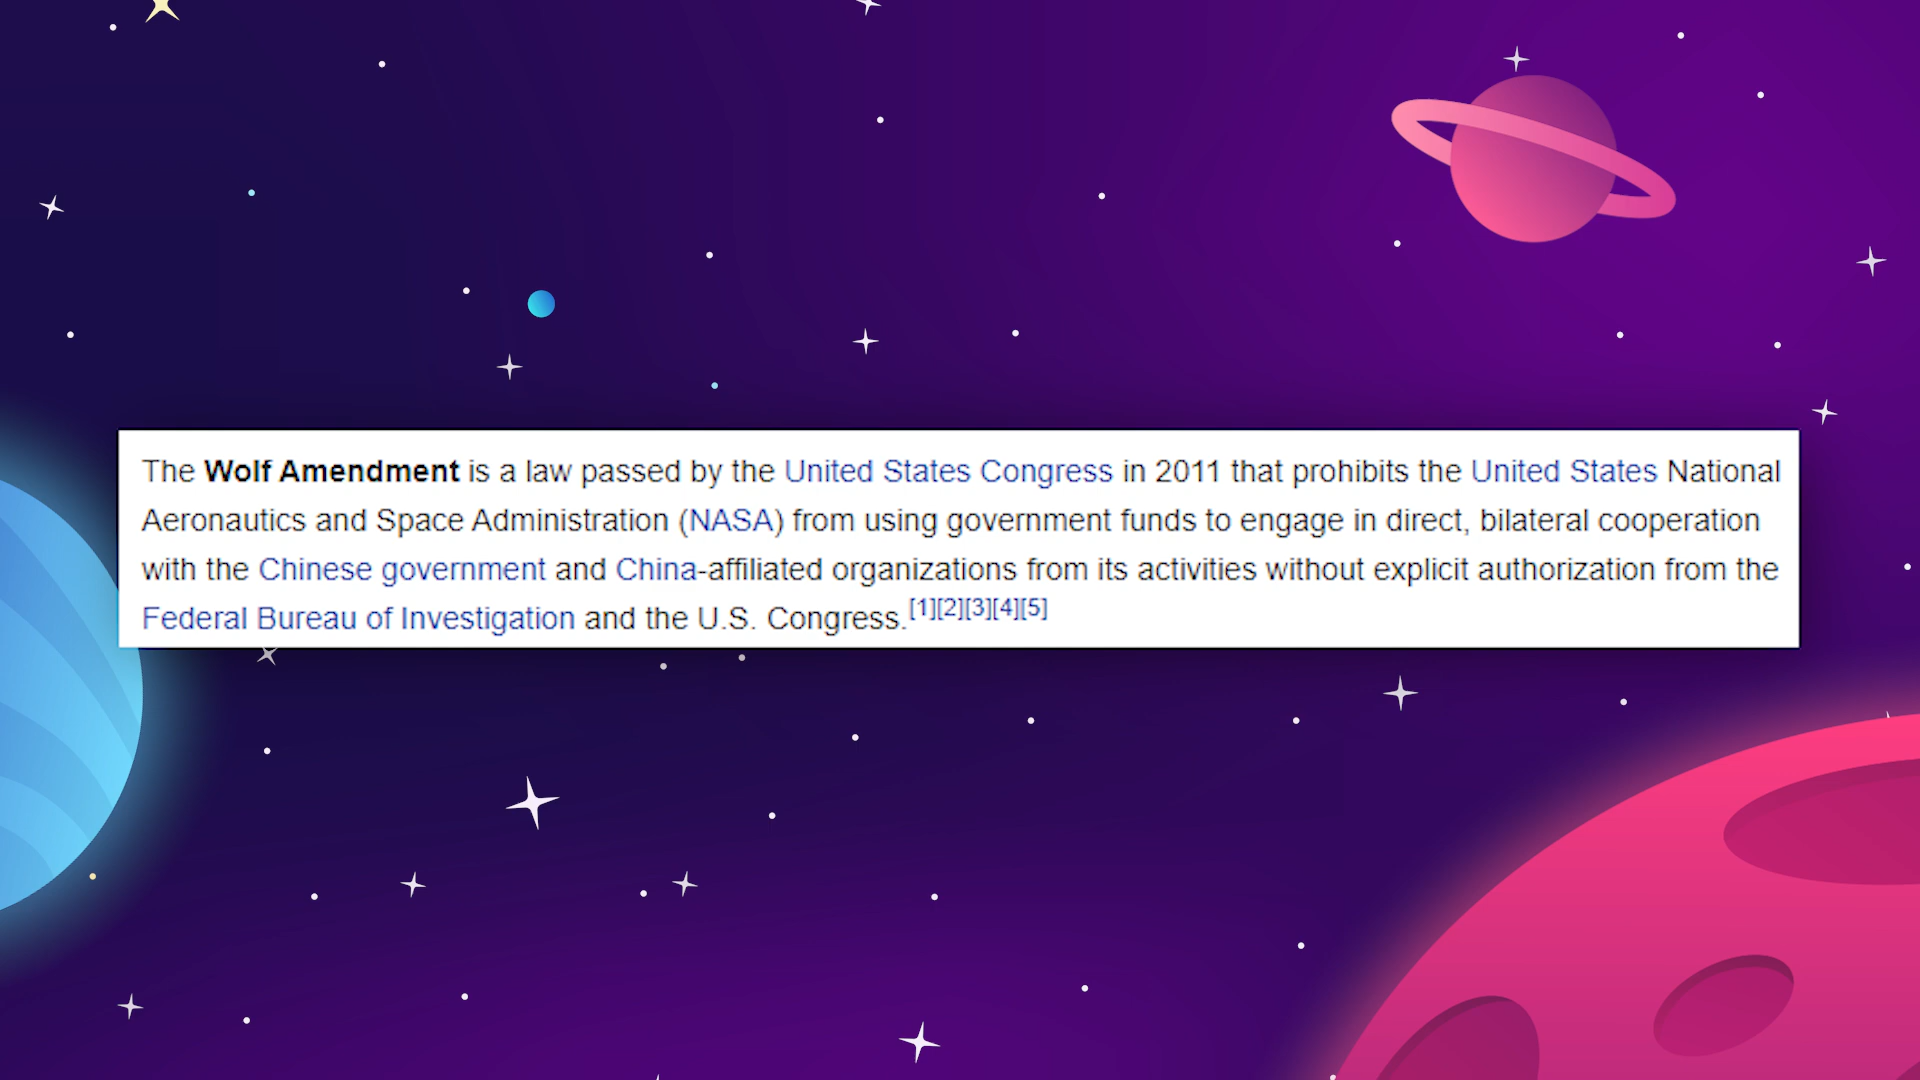 The Wolf Amendment is a law passed by the United States Congress in 2011 that prohibits the United States National
Aeronautics and Space Administration (NASA) from using government funds to engage in direct, bilateral cooperation
with the Chinese government and China-affiliated organizations from its activities without explicit authorization from the
Federal Bureau of Investigation and the U.S. Congress.[1][2][3][4][5]